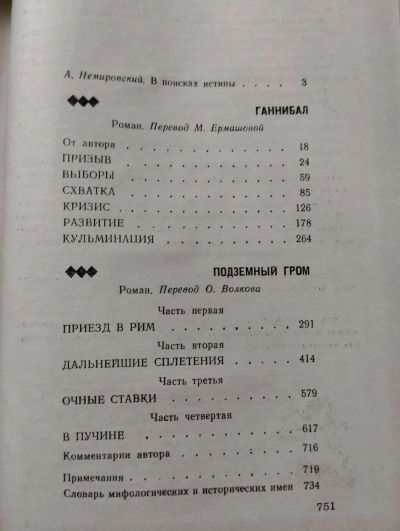 А. Немировский. В поисках истины . . . . 3
ГАННИБАЛ
Роман. Перевод М. Ермашовой
От автора . . . . . . . . . . . 18
ПРИЗЫВ . . . . . . . . . . . 24
ВЫБОРЫ . . . . . . . . . . . 59
СХВАТКА . . . . . . . . . . . 85
КРИЗИС . . . . . . . . . . . 126
РАЗВИТИЕ . . . . . . . . . . 178
КУЛЬМИНАЦИЯ . . . . . . . . 264
ПОДЗЕМНЫЙ ГРОМ
Роман. Перевод О. Волкова
Часть первая
ПРИЕЗД В РИМ . . . . . . . 291
Часть вторая
ДАЛЬНЕЙШИЕ СПЛЕТЕНИЯ . . . . 414
Часть третья
ОЧНЫЕ СТАВКИ . . . . . . . . 579
Часть четвертая
В ПУЧИНЕ . . . . . . . . . 617
Комментарии автора . . . . . . . 716
Примечания . . . . . . . . . . 719
Словарь мифологических и исторических имен 734
751